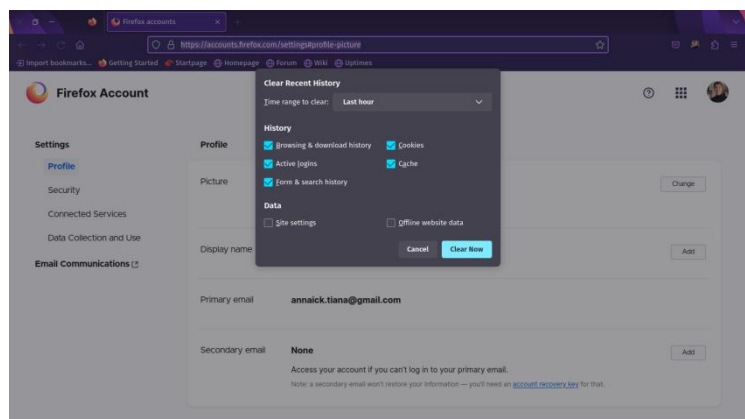 Firefox accounts
https://accounts.firefox.com/settings#profile-picture
Import bookmarks... Getting Started Startpage Homepage Forum Wiki Uptimes
Firefox Account
Clear Recent History
Time range to clear: Last hour
History
Browsing & download history Cookies
Active logins Cache
Form & search history
Data
Site settings Offline website data
Cancel Clear Now
Settings
Profile
Security
Connected Services
Data Collection and Use
Email Communications
Profile
Picture Change
Display name Add
Primary email annaick.tiana@gmail.com
Secondary email None Add
Access your account if you can't log in to your primary email.
Note: a secondary email won't restore your information — you'll need an account recovery key for that.